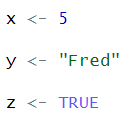 x <- 5
y <- "Fred"
z <- TRUE